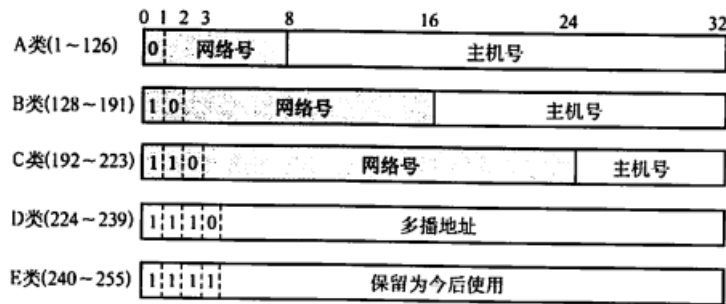 0 1 2 3 8 16 24 32
A类(1~126) 0 网络号 主机号
B类(128~191) 1 0 网络号 主机号
C类(192~223) 1 1 0 网络号 主机号
D类(224~239) 1 1 1 0 多播地址
E类(240~255) 1 1 1 1 保留为今后使用